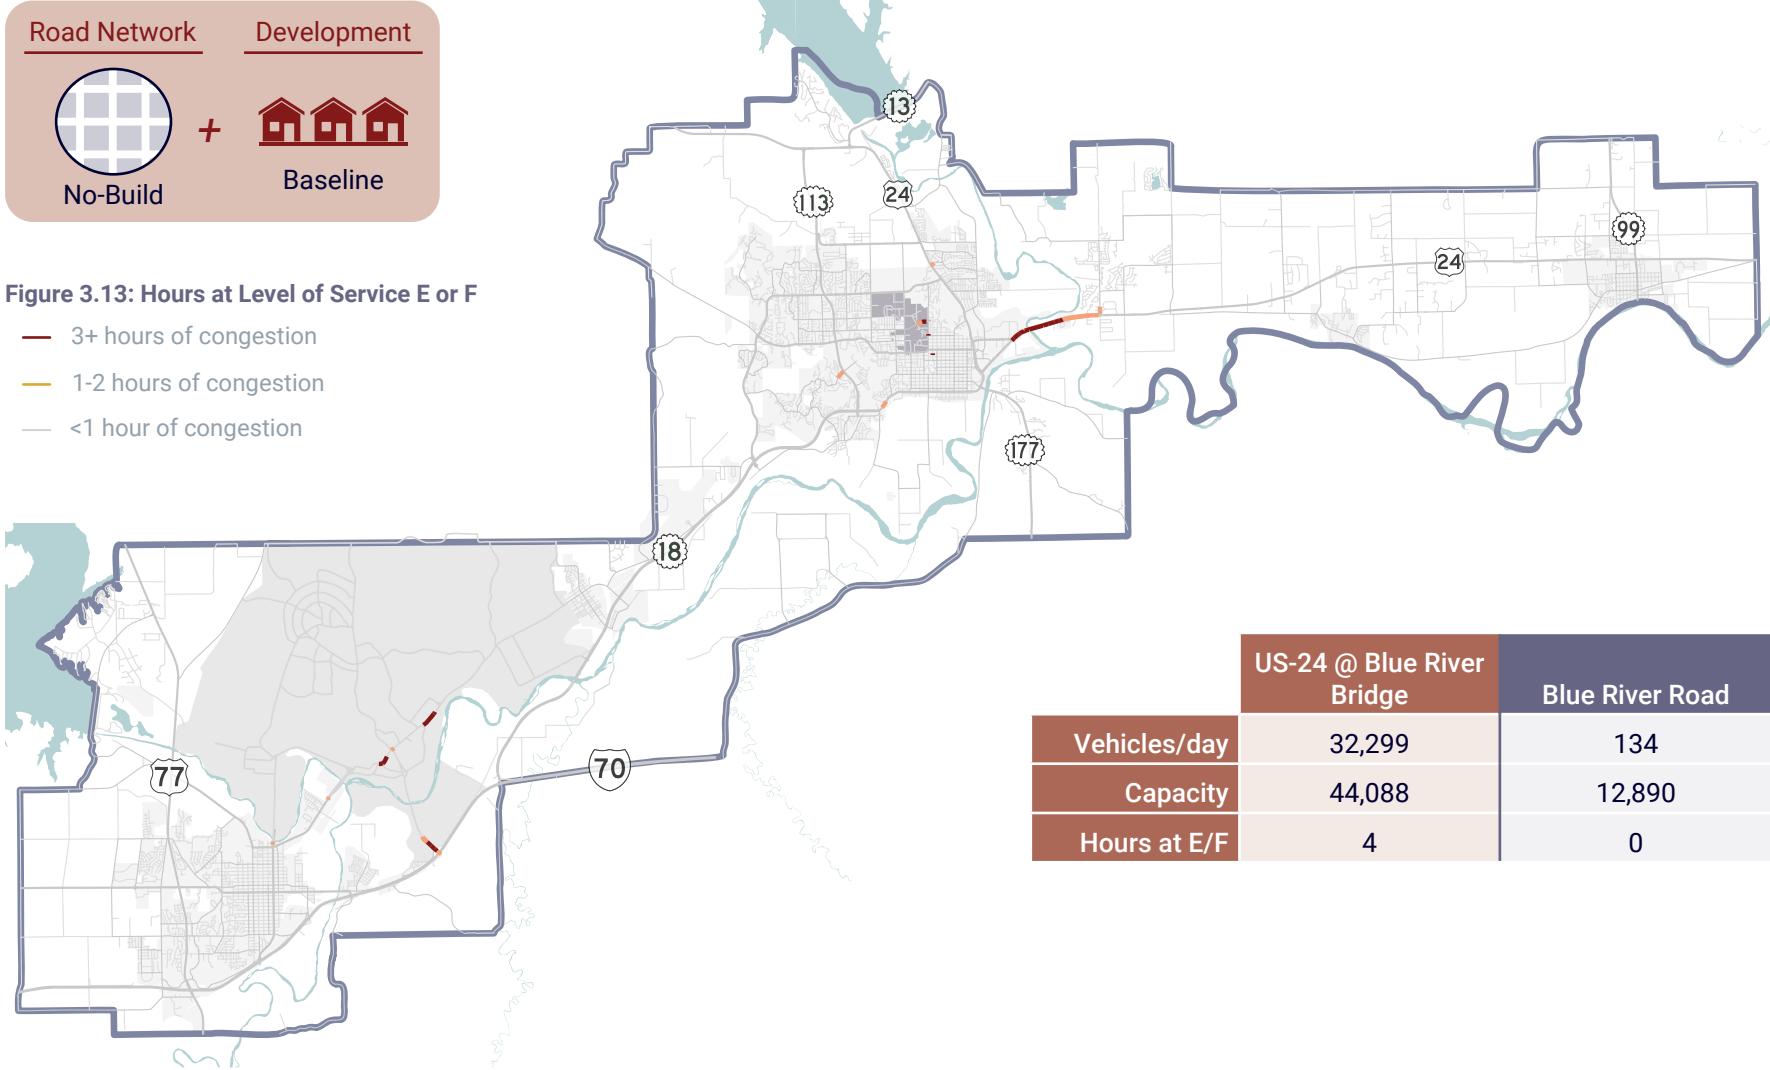 Road Network
Development
+
No-Build
Baseline
Figure 3.13: Hours at Level of Service E or F
3+ hours of congestion
1-2 hours of congestion
<1 hour of congestion
13
113
24
99
24
177
18
77
70
US-24 @ Blue River
Bridge
Blue River Road
Vehicles/day 32,299 134
Capacity 44,088 12,890
Hours at E/F 4 0